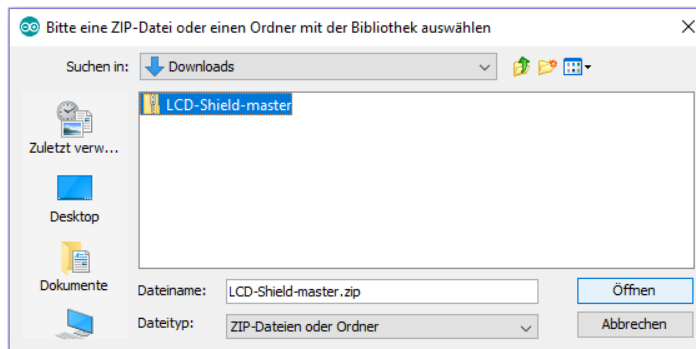 Bitte eine ZIP-Datei oder einen Ordner mit der Bibliothek auswählen
Suchen in: Downloads
LCD-Shield-master
Zuletzt verw...
Desktop
Dokumente
Dateiname: LCD-Shield-master.zip Öffnen
Dateityp: ZIP-Dateien oder Ordner Abbrechen